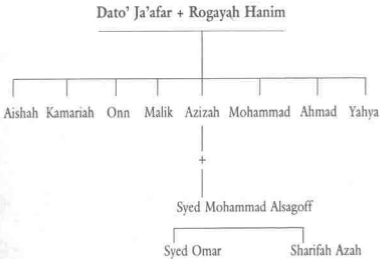 Dato' Ja'afar + Rogayah Hanim
Aishah Kamariah Onn Malik Azizah Mohammad Ahmad Yahya
+
Syed Mohammad Alsagoff
Syed Omar Sharifah Azah